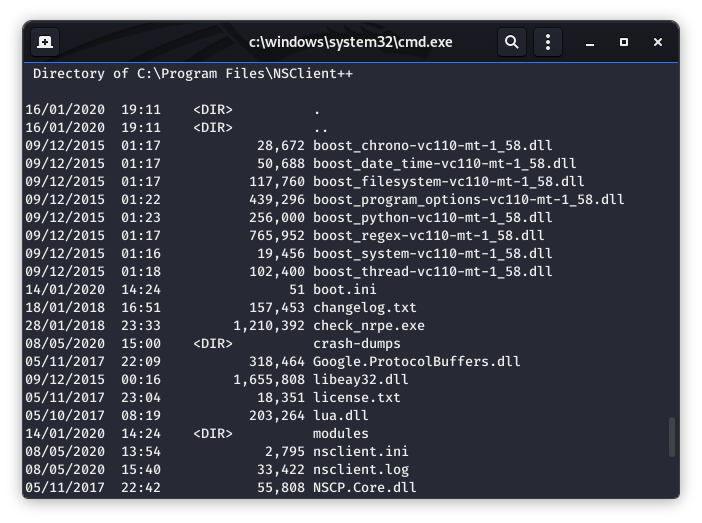 c:\windows\system32\cmd.exe
Directory of C:\Program Files\NSClient++
16/01/2020  19:11    <DIR>          .
16/01/2020  19:11    <DIR>          ..
09/12/2015  01:17            28,672 boost_chrono-vc110-mt-1_58.dll
09/12/2015  01:17            50,688 boost_date_time-vc110-mt-1_58.dll
09/12/2015  01:17           117,760 boost_filesystem-vc110-mt-1_58.dll
09/12/2015  01:22           439,296 boost_program_options-vc110-mt-1_58.dll
09/12/2015  01:23           256,000 boost_python-vc110-mt-1_58.dll
09/12/2015  01:17           765,952 boost_regex-vc110-mt-1_58.dll
09/12/2015  01:16            19,456 boost_system-vc110-mt-1_58.dll
09/12/2015  01:18           102,400 boost_thread-vc110-mt-1_58.dll
14/01/2020  14:24                51 boot.ini
18/01/2018  16:51           157,453 changelog.txt
28/01/2018  23:33         1,210,392 check_nrpe.exe
08/05/2020  15:00    <DIR>          crash-dumps
05/11/2017  22:09           318,464 Google.ProtocolBuffers.dll
09/12/2015  00:16         1,655,808 libeay32.dll
05/11/2017  23:04            18,351 license.txt
05/10/2017  08:19           203,264 lua.dll
14/01/2020  14:24    <DIR>          modules
08/05/2020  13:54             2,795 nsclient.ini
08/05/2020  15:40            33,422 nsclient.log
05/11/2017  22:42            55,808 NSCP.Core.dll